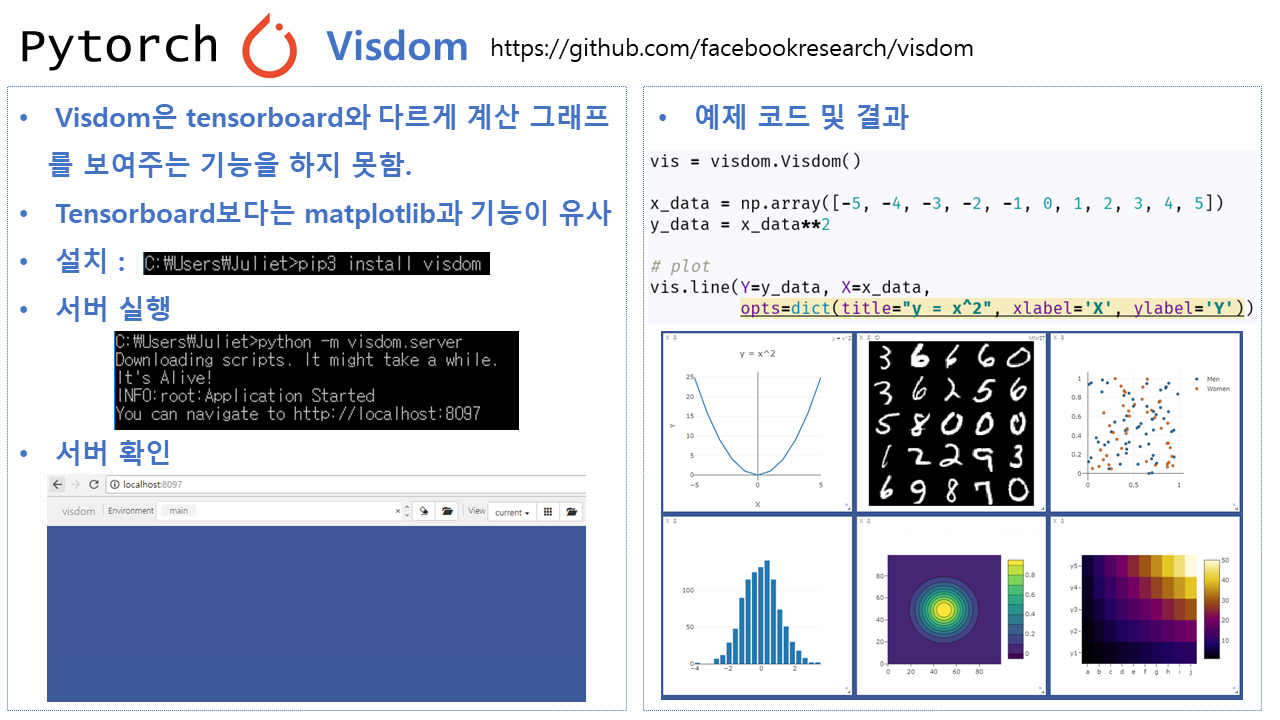 Pytorch Visdom https://github.com/facebookresearch/visdom
• Visdom은 tensorboard와 다르게 계산 그래프
를 보여주는 기능을 하지 못함.
• Tensorboard보다는 matplotlib과 기능이 유사
• 설치 : C:₩Users₩Juliet>pip3 install visdom
• 서버 실행
C:₩Users₩Juliet>python -m visdom.server
Downloading scripts. It might take a while.
It's Alive!
INFO:root:Application Started
You can navigate to http://localhost:8097
• 서버 확인
localhost:8097
visdom Environment main × View current
• 예제 코드 및 결과
vis = visdom.Visdom()
x_data = np.array([-5, -4, -3, -2, -1, 0, 1, 2, 3, 4, 5])
y_data = x_data**2
# plot
vis.line(Y=y_data, X=x_data,
opts=dict(title="y = x^2", xlabel='X', ylabel='Y'))
X y = x^2
y = x^2
25
20
15
10
5
0
Y
−5 0 5
X
X MNIST
3 6 6 6 0
3 6 2 5 6
5 8 0 0 0
1 2 2 9 3
6 9 8 7 0
X
Men
Women
1
0.8
0.6
0.4
0.2
0
0 0.5 1
X
100
50
0
−4 −2 0 2
X
80
60
40
20
0
0 20 40 60 80
0.8
0.6
0.4
0.2
0
X
y5
y4
y3
y2
y1
a b c d e f g h i j
50
40
30
20
10